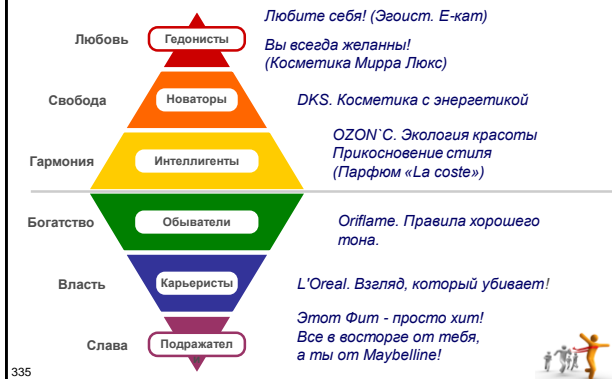 Любите себя! (Эгоист. Е-кат)
Любовь
Гедонисты
Вы всегда желанны!
(Косметика Мирра Люкс)
Свобода
Новаторы
DKS. Косметика с энергетикой
OZON`C. Экология красоты
Прикосновение стиля
(Парфюм «La coste»)
Гармония
Интеллигенты
Богатство
Обыватели
Oriflame. Правила хорошего
тона.
Власть
Карьеристы
L'Oreal. Взгляд, который убивает!
Этот Фит - просто хит!
Все в восторге от тебя,
а ты от Maybelline!
Слава
Подражател
335